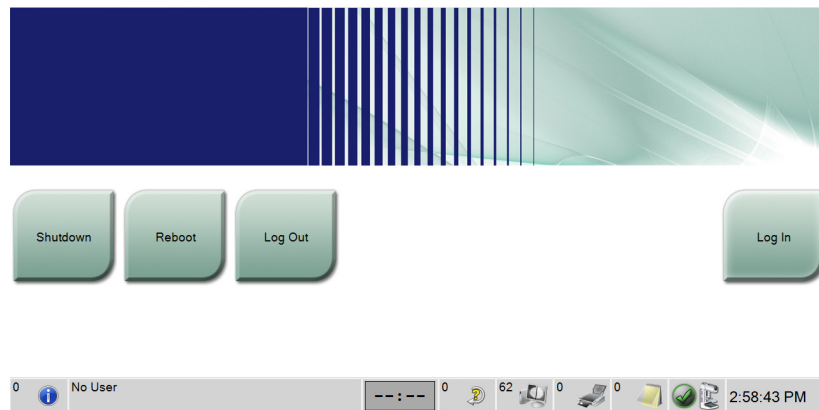 Shutdown
Reboot
Log Out
Log In
0
No User
--:--
0
62
0
0
2:58:43 PM